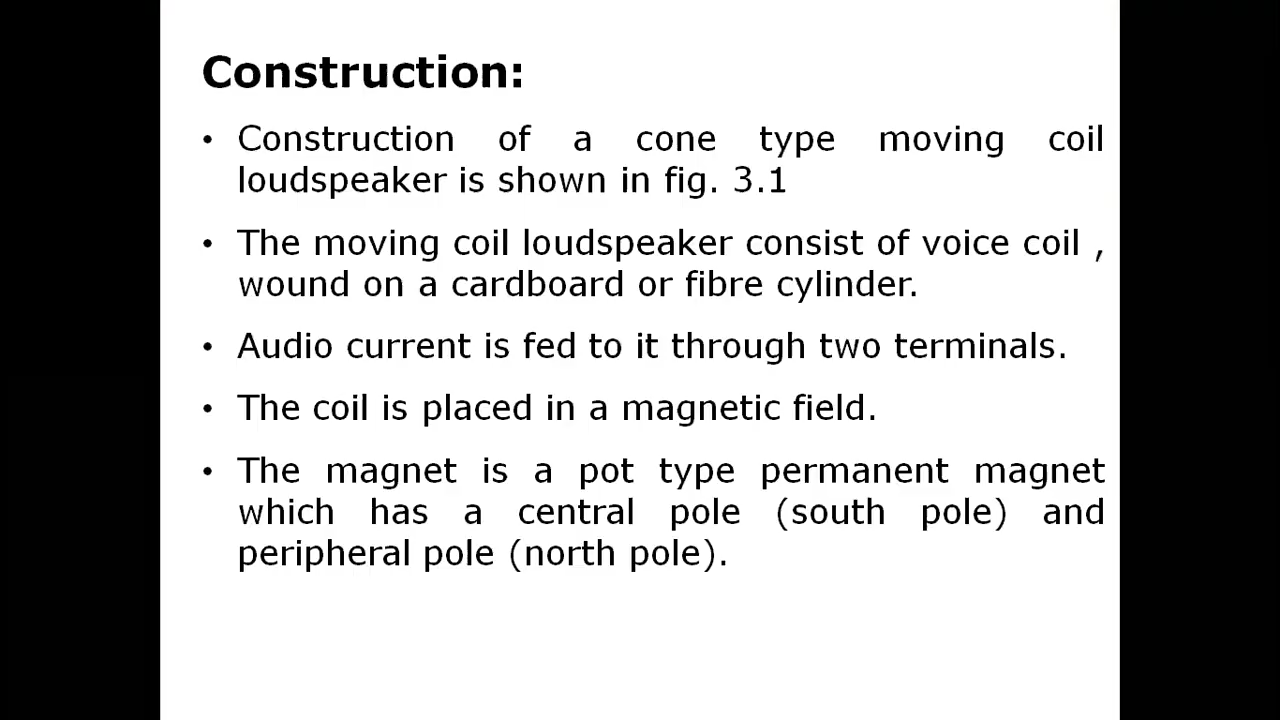 Construction:
• Construction of a cone type moving coil
loudspeaker is shown in fig. 3.1
• The moving coil loudspeaker consist of voice coil ,
wound on a cardboard or fibre cylinder.
• Audio current is fed to it through two terminals.
• The coil is placed in a magnetic field.
• The magnet is a pot type permanent magnet
which has a central pole (south pole) and
peripheral pole (north pole).